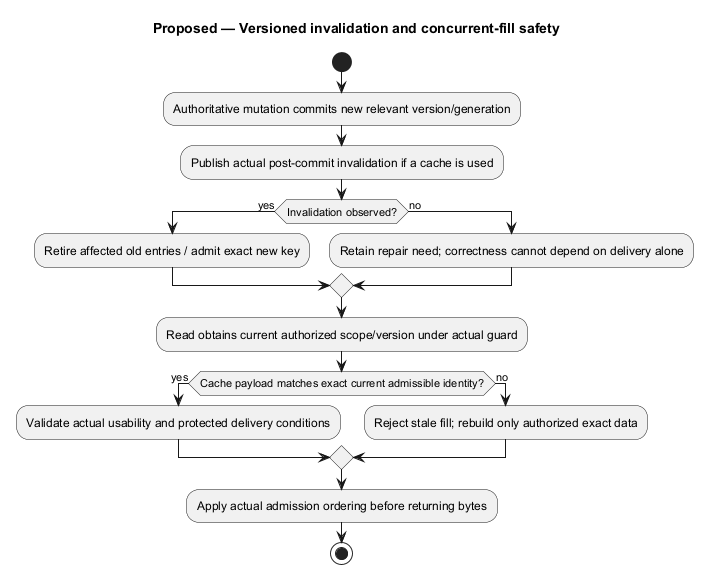 Proposed — Versioned invalidation and concurrent-fill safety
Authoritative mutation commits new relevant version/generation
Publish actual post-commit invalidation if a cache is used
yes
Invalidation observed?
no
Retire affected old entries / admit exact new key
Retain repair need; correctness cannot depend on delivery alone
Read obtains current authorized scope/version under actual guard
yes
Cache payload matches exact current admissible identity?
no
Validate actual usability and protected delivery conditions
Reject stale fill; rebuild only authorized exact data
Apply actual admission ordering before returning bytes